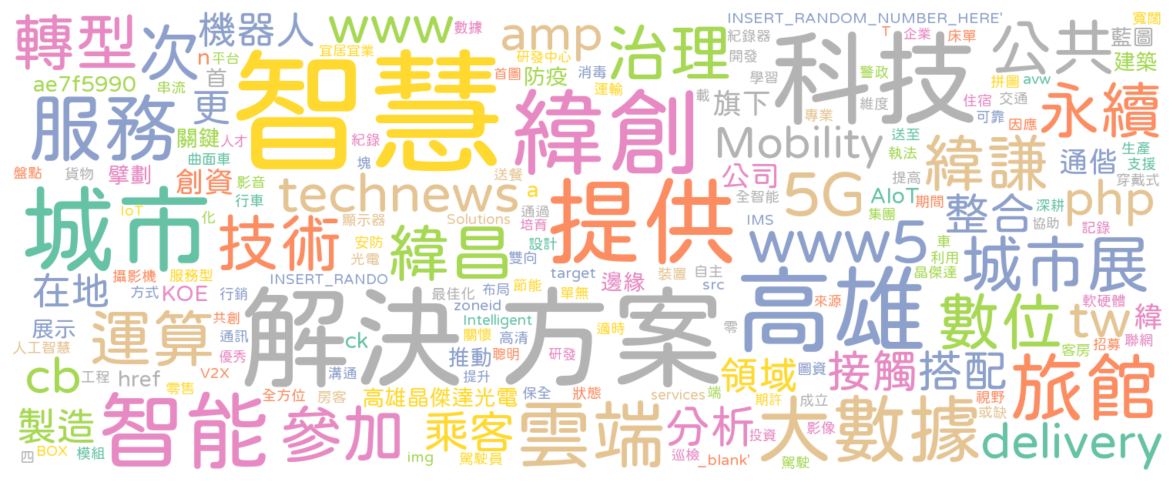 轉型
次
機器人
www
數據
amp
治理
INSERT_RANDOM_NUMBER_HERE'
寬闊
紀錄器
T
企業
床單
公共
藍圖
宜居宜業
n
平台
ae7f5990
串流
首
智慧
研發中心
首圖
防疫
消毒
運輸
開發
學習
科技
警政
拼圖
avw
建築
服務
更
緯創
載
旗下
專業
維度
住宿
交通
可靠
永續
關鍵
人才
紀錄
曲面車
塊
Mobility
送至
執法
因應
生產
支援
盤點
貨物
擘劃
創資
影音
行車
technews
送餐
a
公司
全智能
5G
提高
AIoT
期間
緯謙
通偕
穿戴式
城市
IoT
化
技術
顯示器
Solutions
通過
培育
提供
IMS
集團
整合
深耕
php
協助
記錄
安防
光電
緯昌
設計
雙向
www5
車
利用
晶傑達
城市展
在地
攝影機
服務型
INSERT_RANDO
布局
節能
target
邊緣
裝置
自主
src
高雄
方式
行銷
KOE
最佳化
zoneid
單無
來源
軟硬體
展示
運算
共創
通訊
解決方案
Intelligent
關懷
高清
適時
零
數位
tw
緯
招募
聯網
人工智慧
優秀
ck
推動
聰明
研發
客房
cb
工程
href
V2X
溝通
提升
領域
圖資
接觸
搭配
旅館
零售
全方位
房客
高雄晶傑達光電
保全
狀態
services
端
期許
成立
視野
或缺
製造
智能
參加
乘客
雲端
分析
投資
影像
大數據
delivery
四
BOX
模組
img
駕駛員
巡檢
_blank'
駕駛